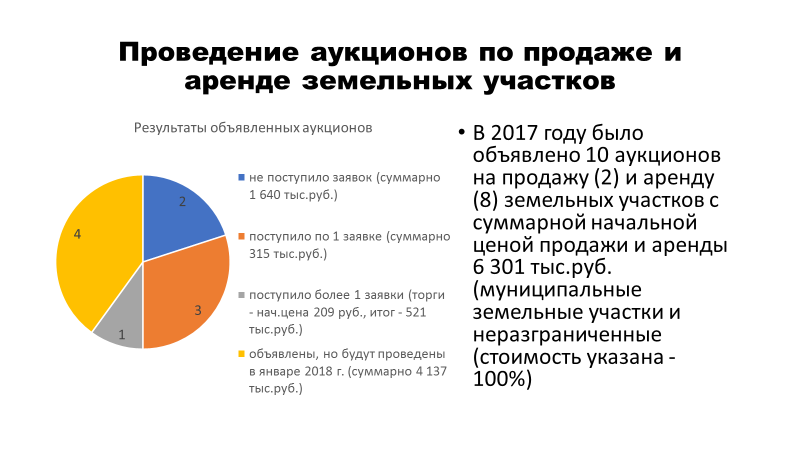 Проведение аукционов по продаже и
аренде земельных участков
Результаты объявленных аукционов
2
3
1
4
не поступило заявок (суммарно
1 640 тыс.руб.)
поступило по 1 заявке (суммарно
315 тыс.руб.)
поступило более 1 заявки (торги
- нач.цена 209 руб., итог - 521
тыс.руб.)
объявлены, но будут проведены
в январе 2018 г. (суммарно 4 137
тыс.руб.)
• В 2017 году было
объявлено 10 аукционов
на продажу (2) и аренду
(8) земельных участков с
суммарной начальной
ценой продажи и аренды
6 301 тыс.руб.
(муниципальные
земельные участки и
неразграниченные
(стоимость указана -
100%)